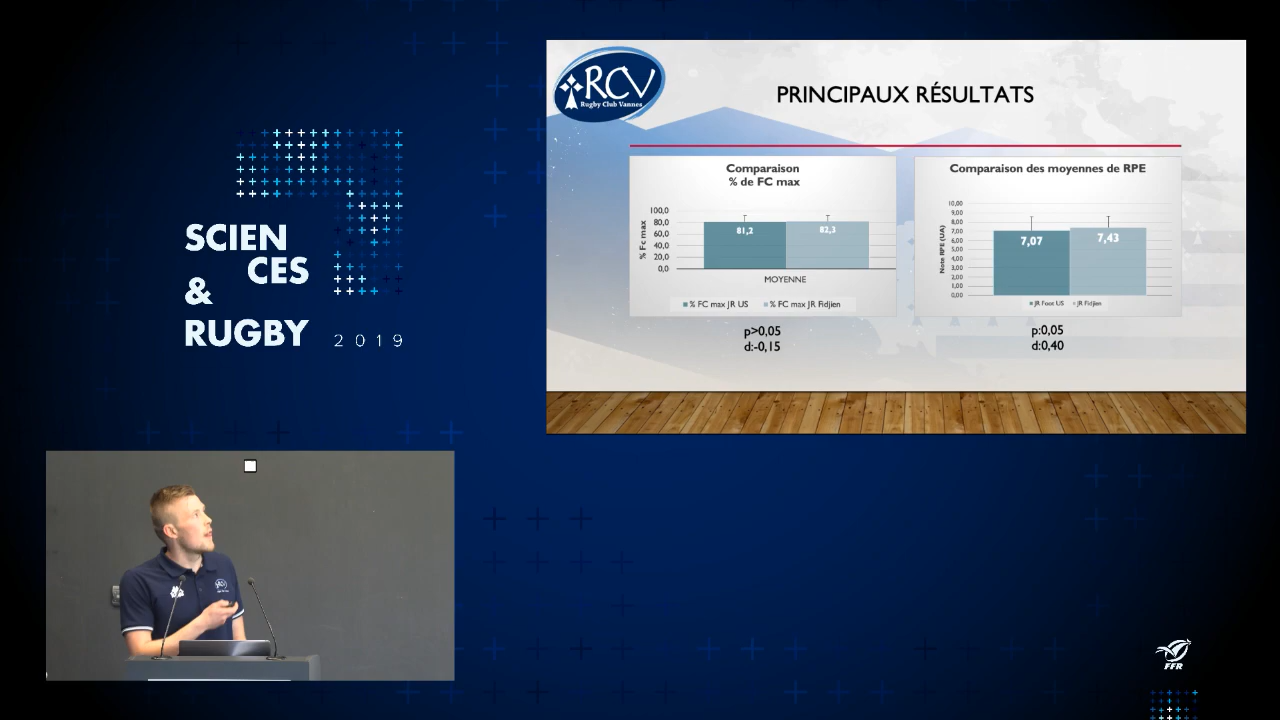 SCIEN
CES
&
RUGBY 2019
RCV
Rugby Club Vannes
PRINCIPAUX RÉSULTATS
Comparaison
% de FC max
% Fc max
100,0
80,0
60,0
40,0
20,0
0,0
81,2
82,3
MOYENNE
% FC max JR US
% FC max JR Fidjien
p>0,05
d:-0,15
Comparaison des moyennes de RPE
Note RPE (UA)
10,00
9,00
8,00
7,00
6,00
5,00
4,00
3,00
2,00
1,00
0,00
7,07
7,43
JR Foot US
JR Fidjien
p:0,05
d:0,40
RCV
FFR